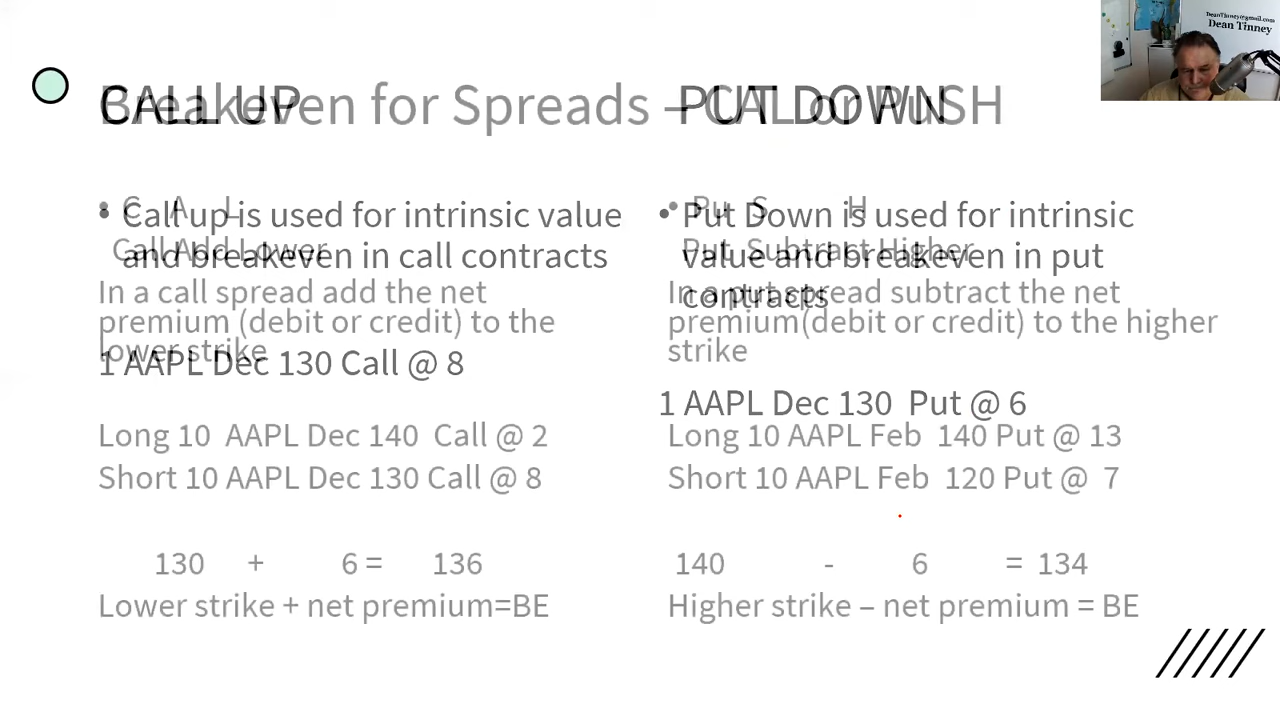 DeanTinney@gmail.com
Dean Tinney
CALL UP
PUT DOWN
Breakeven for Spreads – CAL or PuSH
• C A L
Call Add Lower
• Call up is used for intrinsic value
and breakeven in call contracts
In a call spread add the net
premium (debit or credit) to the
lower strike
1 AAPL Dec 130 Call @ 8
Long 10 AAPL Dec 140 Call @ 2
Short 10 AAPL Dec 130 Call @ 8
130 + 6 = 136
Lower strike + net premium=BE
• Pu S H
Put Subtract Higher
• Put Down is used for intrinsic
value and breakeven in put
contracts
In a put spread subtract the net
premium(debit or credit) to the higher
strike
1 AAPL Dec 130 Put @ 6
Long 10 AAPL Feb 140 Put @ 13
Short 10 AAPL Feb 120 Put @ 7
140 - 6 = 134
Higher strike – net premium = BE